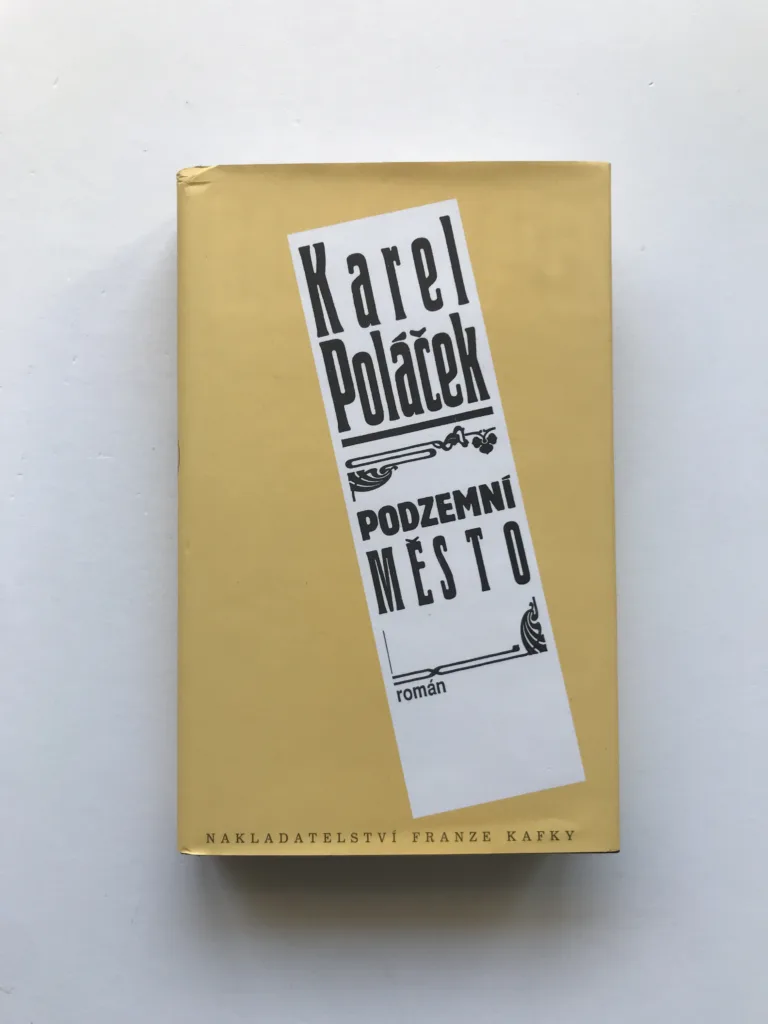 Karel
Poláček
PODZEMNÍ
MĚSTO
román
NAKLADATELSTVÍ FRANZE KAFKY